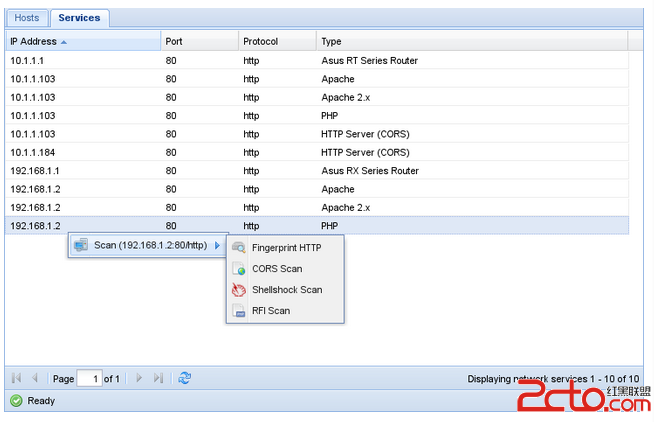 Hosts Services
IP Address Port Protocol Type
10.1.1.1 80 http Asus RT Series Router
10.1.1.103 80 http Apache
10.1.1.103 80 http Apache 2.x
10.1.1.103 80 http PHP
10.1.1.103 80 http HTTP Server (CORS)
10.1.1.184 80 http HTTP Server (CORS)
192.168.1.1 80 http Asus RX Series Router
192.168.1.2 80 http Apache
192.168.1.2 80 http Apache 2.x
192.168.1.2 80 http PHP
Scan (192.168.1.2:80/http)
Fingerprint HTTP
CORS Scan
Shellshock Scan
RFI Scan
Page 1 of 1 Displaying network services 1 - 10 of 10
Ready
2cto.com
红黑联盟